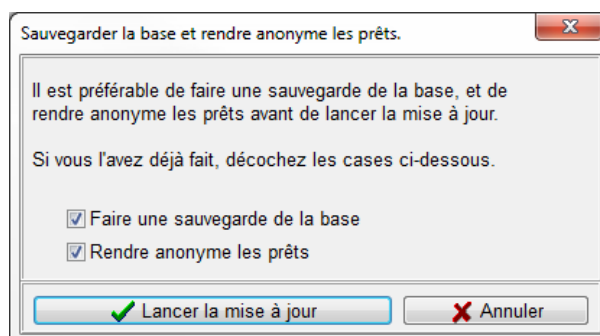 Sauvegarder la base et rendre anonyme les prêts.
Il est préférable de faire une sauvegarde de la base, et de
rendre anonyme les prêts avant de lancer la mise à jour.
Si vous l'avez déjà fait, décochez les cases ci-dessous.
Faire une sauvegarde de la base
Rendre anonyme les prêts
Lancer la mise à jour
Annuler